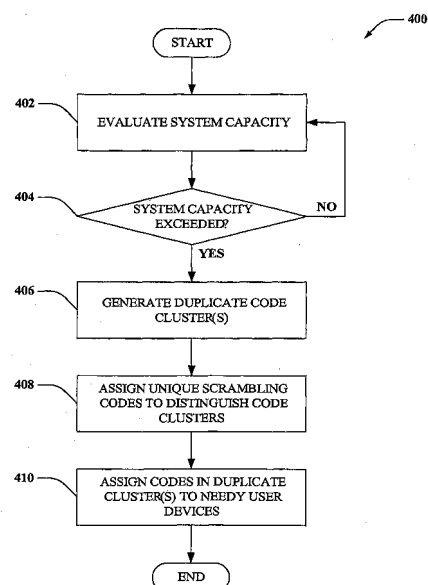 400
START
402
EVALUATE SYSTEM CAPACITY
404
SYSTEM CAPACITY
EXCEEDED?
NO
YES
406
GENERATE DUPLICATE CODE
CLUSTER(S)
408
ASSIGN UNIQUE SCRAMBLING
CODES TO DISTINGUISH CODE
CLUSTERS
410
ASSIGN CODES IN DUPLICATE
CLUSTER(S) TO NEEDY USER
DEVICES
END